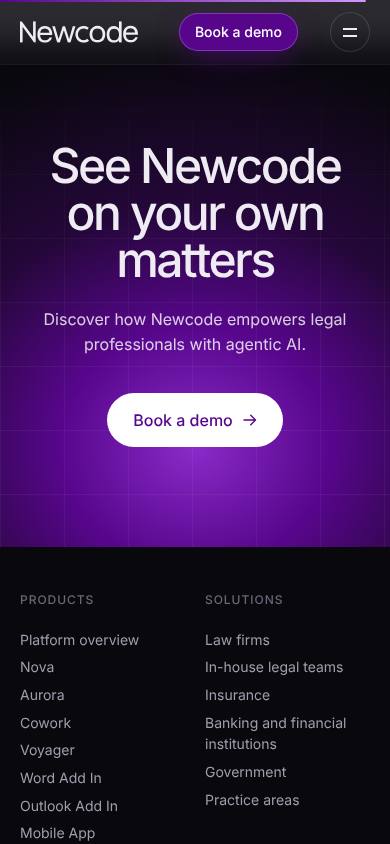 Newcode
Book a demo
See Newcode
on your own
matters
Discover how Newcode empowers legal
professionals with agentic AI.
Book a demo →
PRODUCTS
Platform overview
Nova
Aurora
Cowork
Voyager
Word Add In
Outlook Add In
Mobile App
SOLUTIONS
Law firms
In-house legal teams
Insurance
Banking and financial
institutions
Government
Practice areas